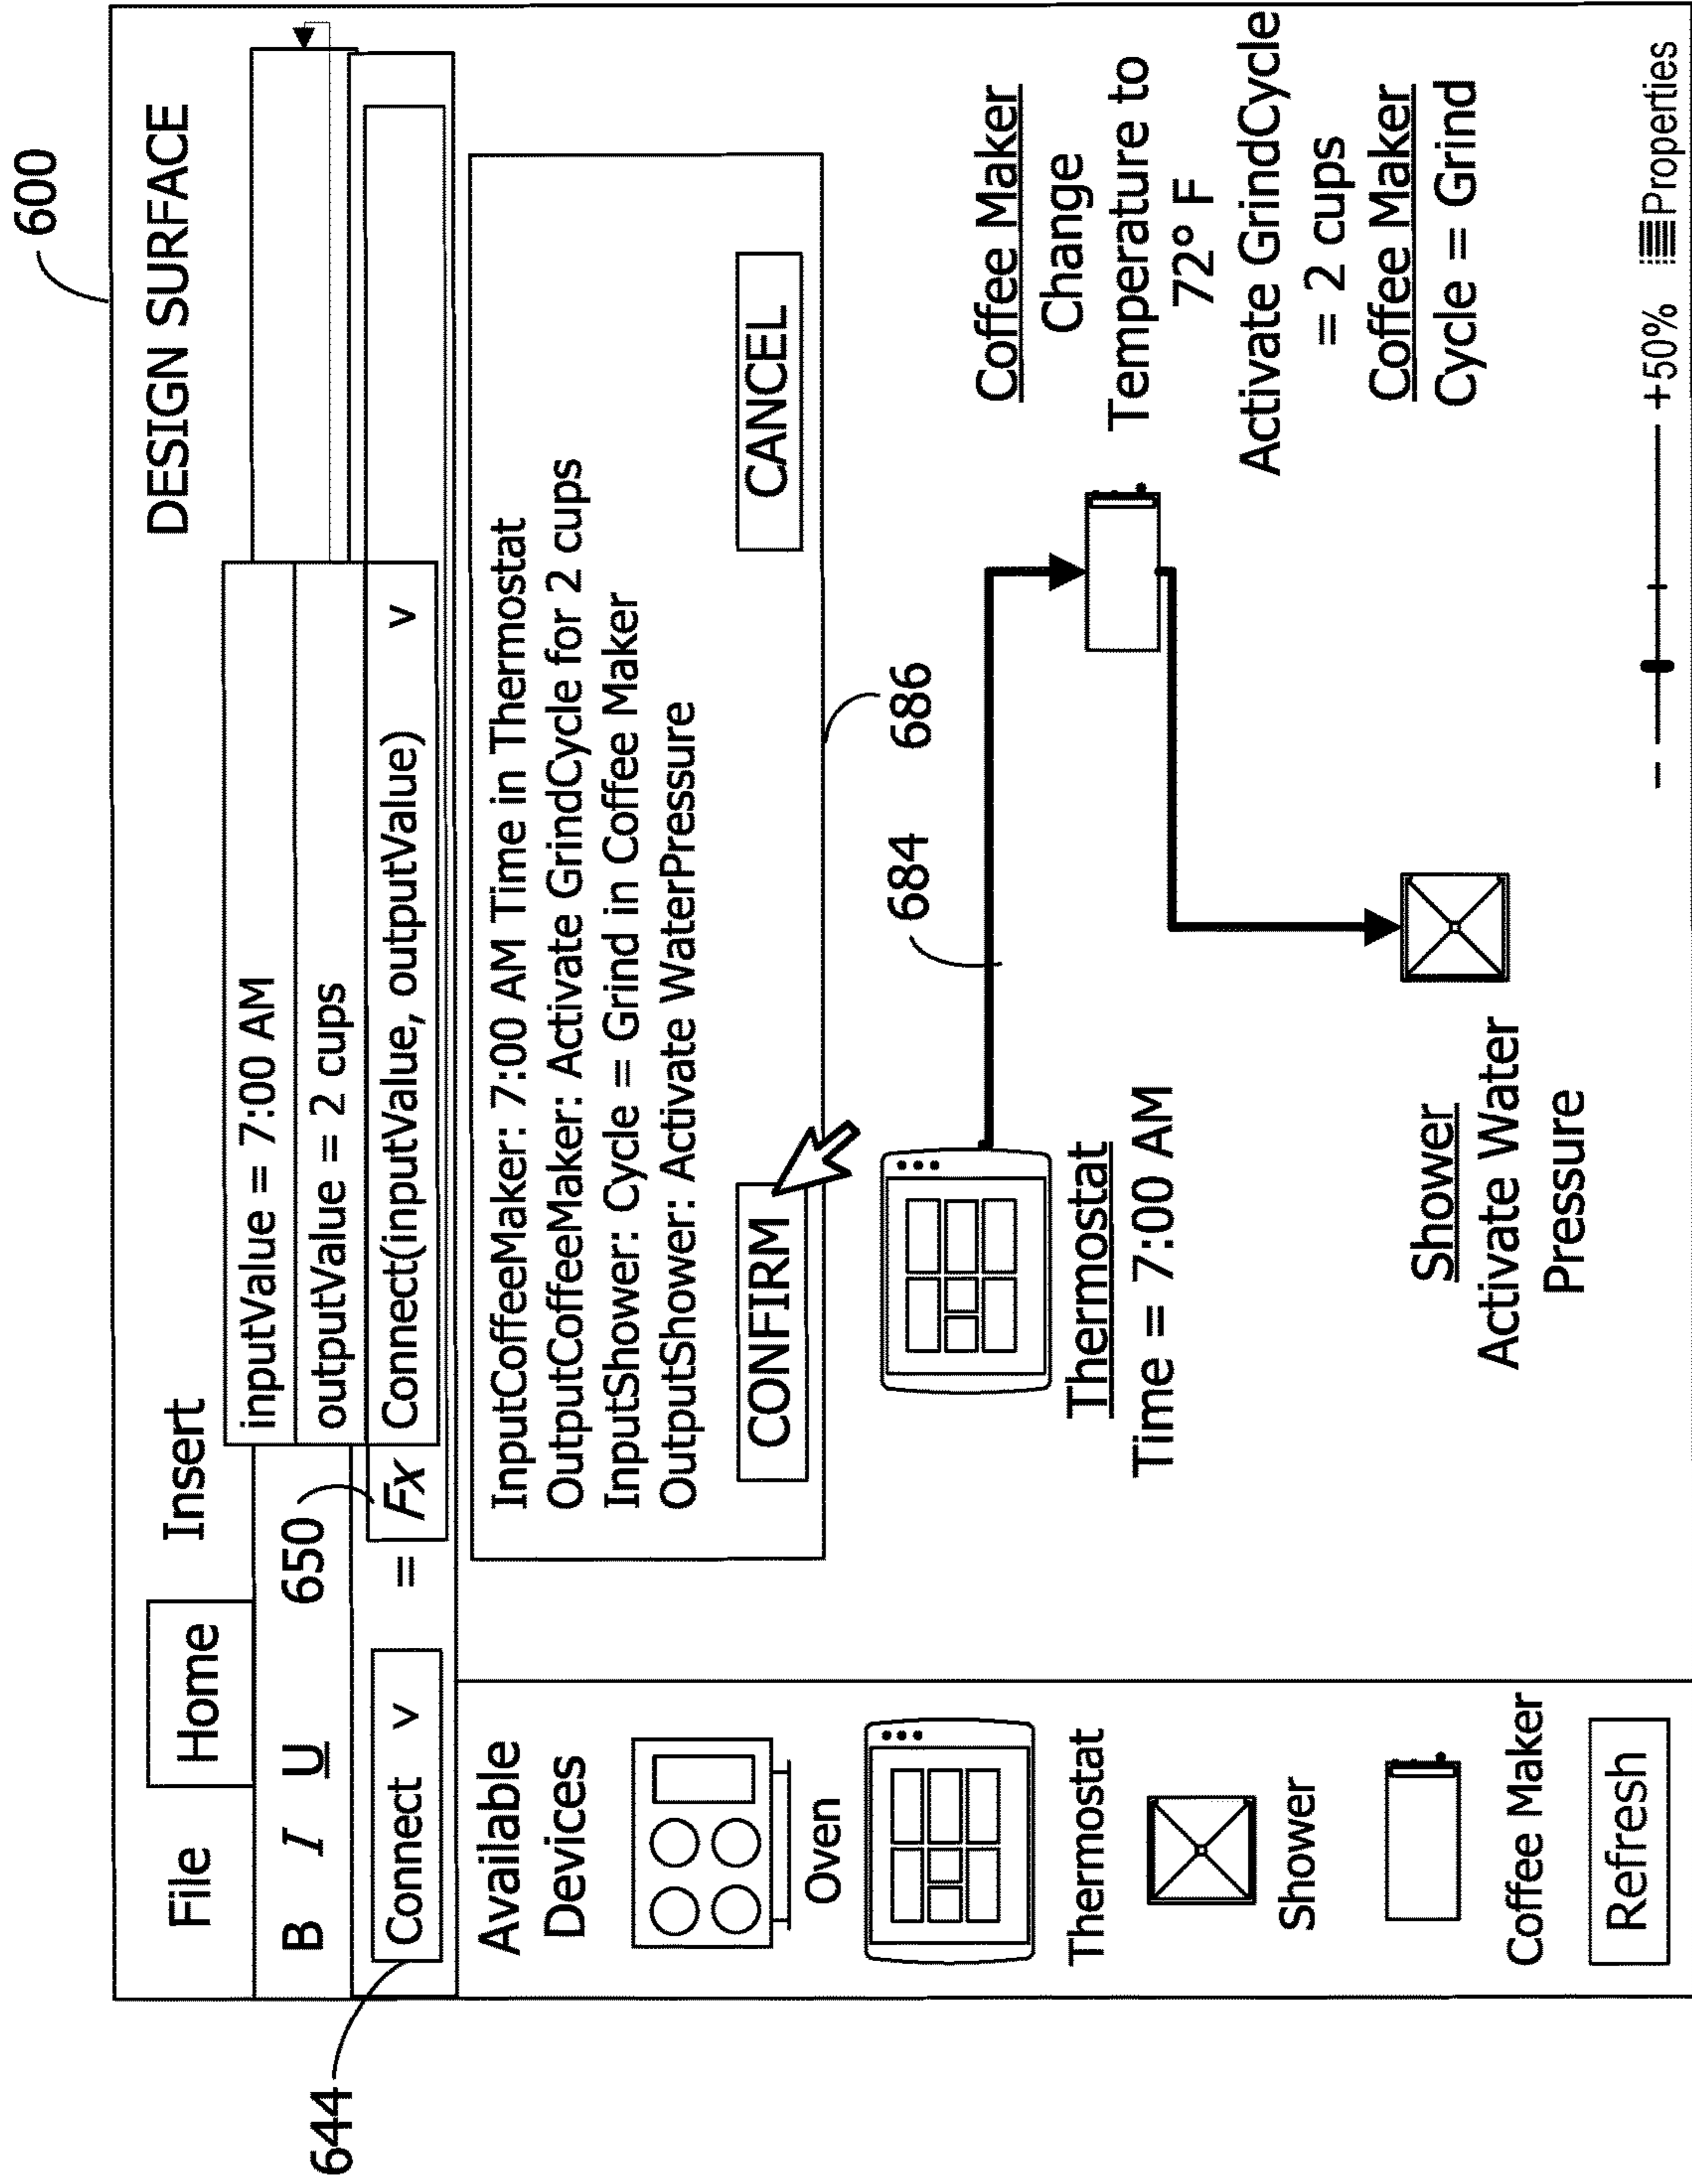 600
DESIGN SURFACE
File
Home
Insert
B I U
650
inputValue = 7:00 AM
outputValue = 2 cups
644
Connect v
= Fx
Connect(inputValue, outputValue) v
Available
Devices
Oven
Thermostat
Shower
Coffee Maker
Refresh
InputCoffeeMaker: 7:00 AM Time in Thermostat
OutputCoffeeMaker: Activate GrindCycle for 2 cups
InputShower: Cycle = Grind in Coffee Maker
OutputShower: Activate WaterPressure
CONFIRM
CANCEL
686
684
Thermostat
Time = 7:00 AM
Coffee Maker
Change
Temperature to
72° F
Activate GrindCycle
= 2 cups
Coffee Maker
Cycle = Grind
Shower
Activate Water
Pressure
− +50% Properties